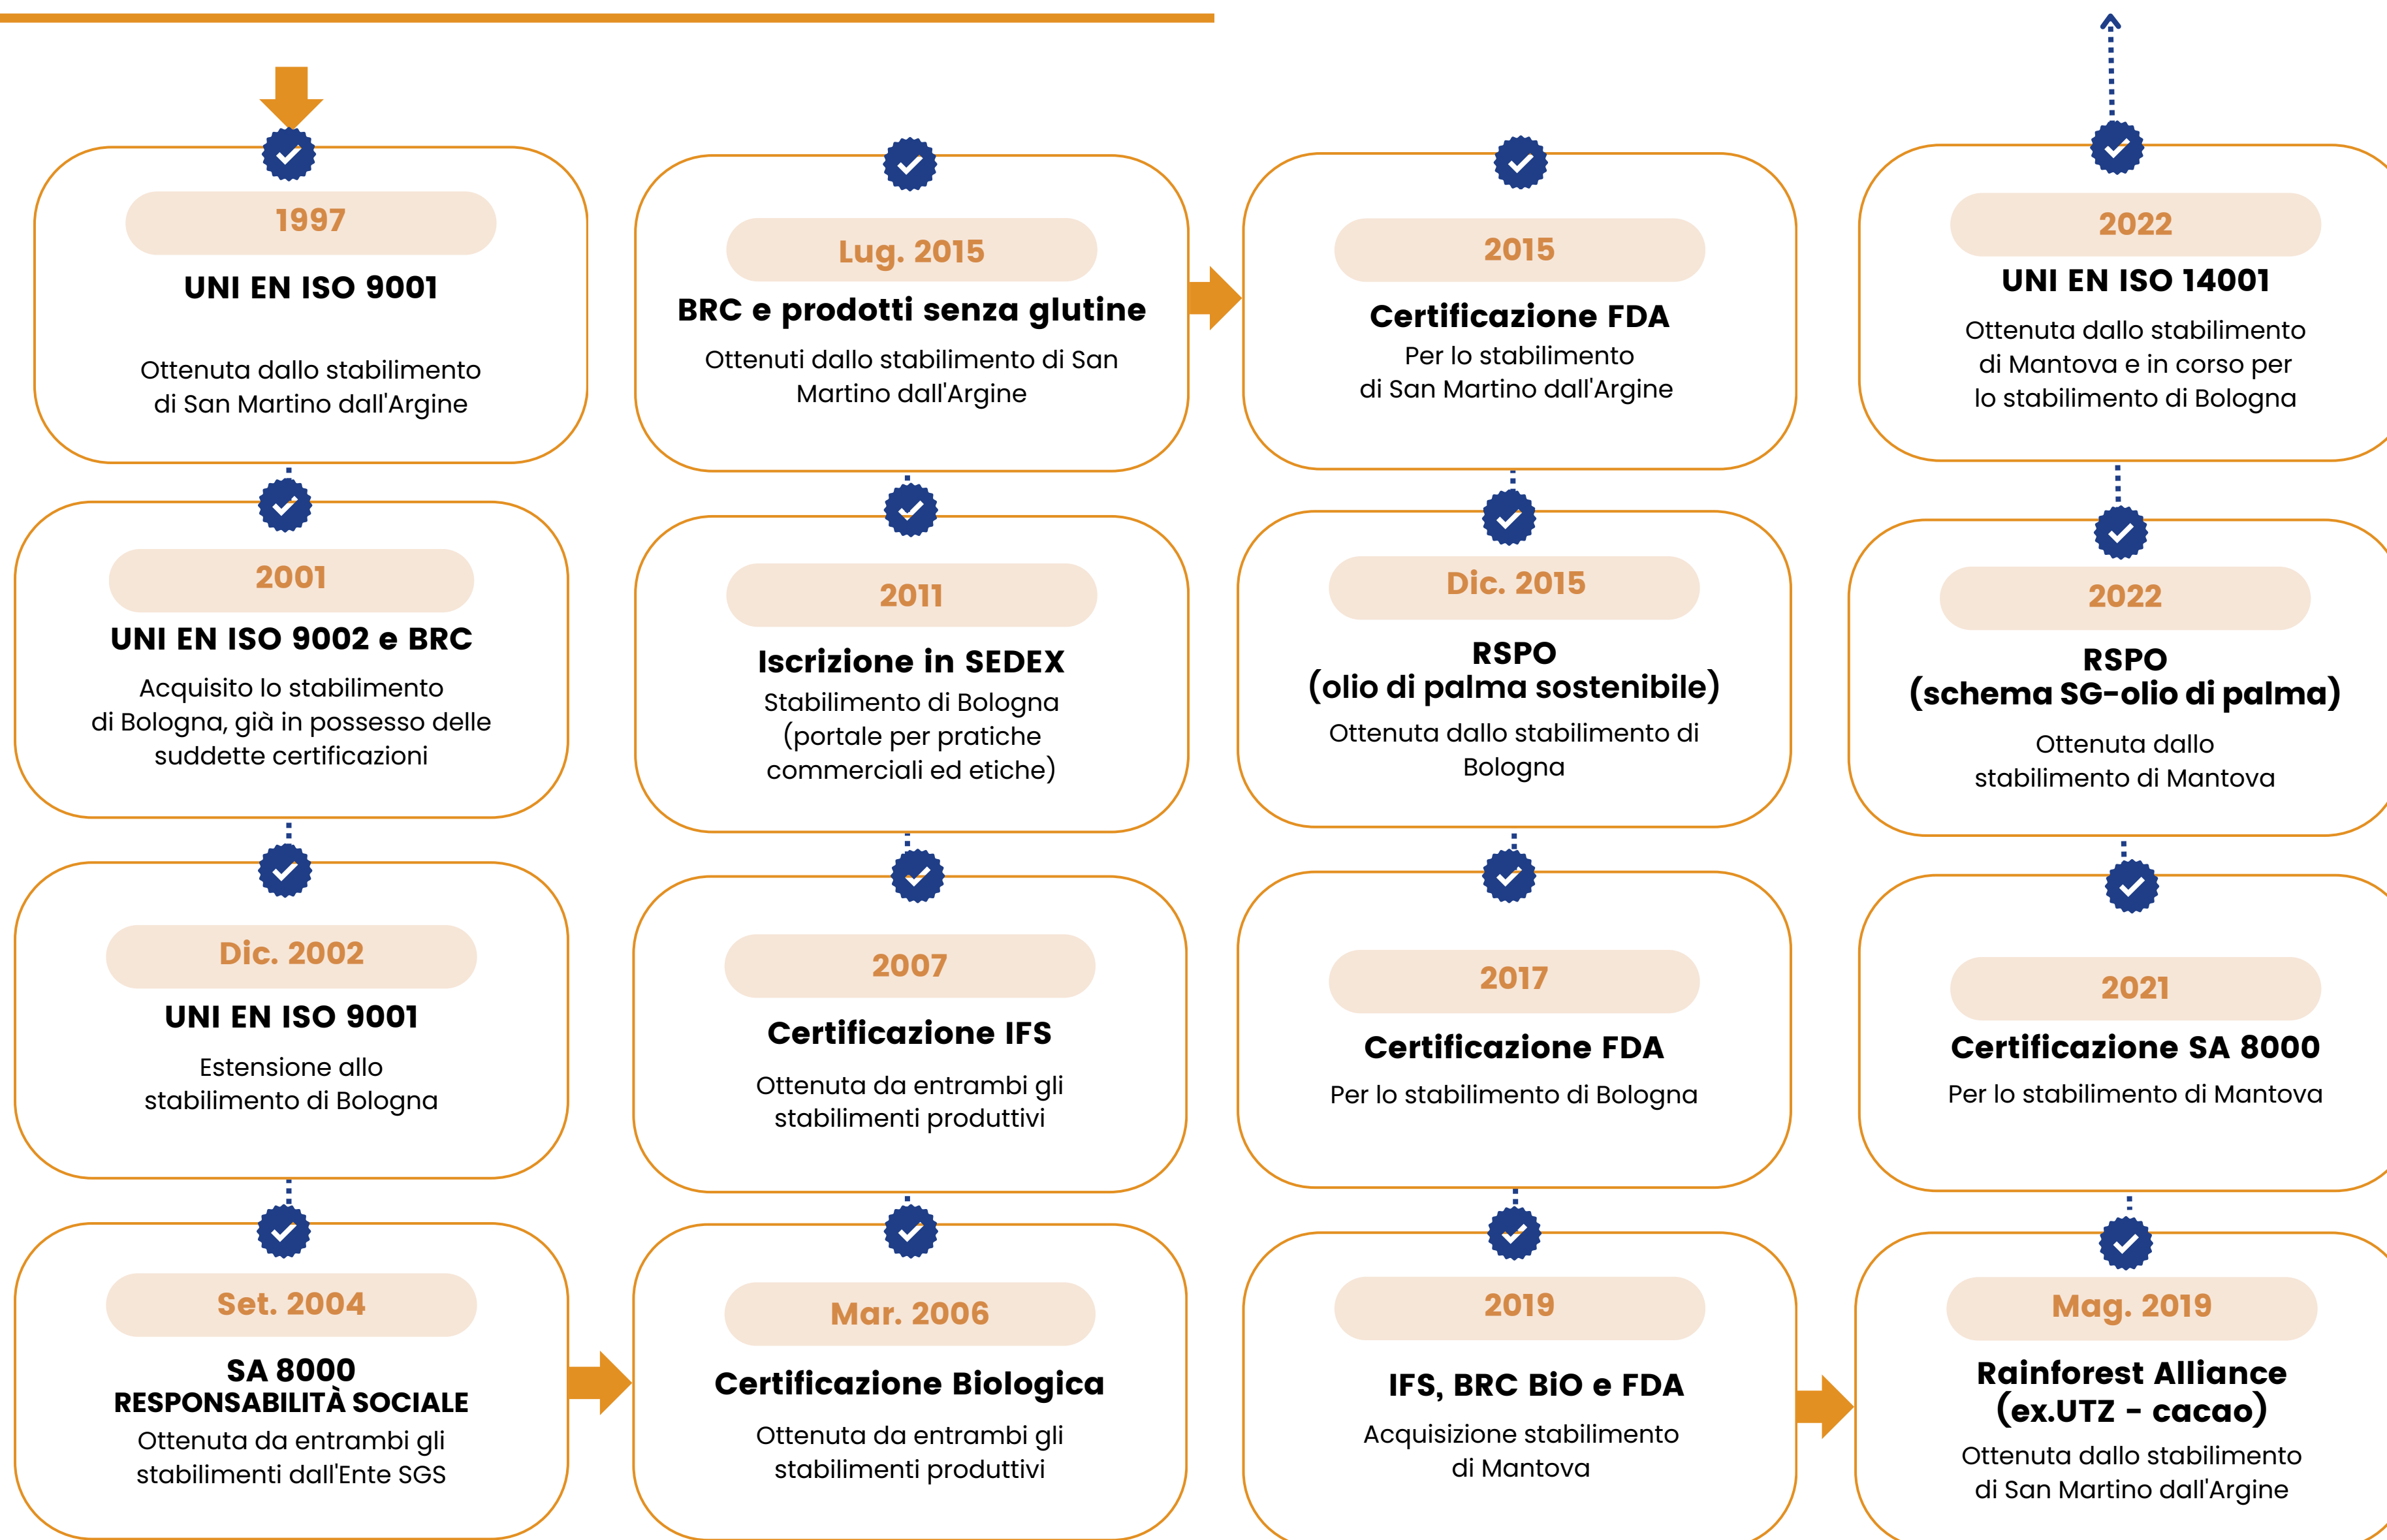 1997
UNI EN ISO 9001
Ottenuta dallo stabilimento
di San Martino dall'Argine
2001
UNI EN ISO 9002 e BRC
Acquisito lo stabilimento
di Bologna, già in possesso delle
suddette certificazioni
Dic. 2002
UNI EN ISO 9001
Estensione allo
stabilimento di Bologna
Set. 2004
SA 8000
RESPONSABILITÀ SOCIALE
Ottenuta da entrambi gli
stabilimenti dall'Ente SGS
Mar. 2006
Certificazione Biologica
Ottenuta da entrambi gli
stabilimenti produttivi
2007
Certificazione IFS
Ottenuta da entrambi gli
stabilimenti produttivi
2011
Iscrizione in SEDEX
Stabilimento di Bologna
(portale per pratiche
commerciali ed etiche)
Lug. 2015
BRC e prodotti senza glutine
Ottenuti dallo stabilimento di San
Martino dall'Argine
2015
Certificazione FDA
Per lo stabilimento
di San Martino dall'Argine
Dic. 2015
RSPO
(olio di palma sostenibile)
Ottenuta dallo stabilimento di
Bologna
2017
Certificazione FDA
Per lo stabilimento di Bologna
2019
IFS, BRC BiO e FDA
Acquisizione stabilimento
di Mantova
Mag. 2019
Rainforest Alliance
(ex.UTZ - cacao)
Ottenuta dallo stabilimento
di San Martino dall'Argine
2021
Certificazione SA 8000
Per lo stabilimento di Mantova
2022
RSPO
(schema SG-olio di palma)
Ottenuta dallo
stabilimento di Mantova
2022
UNI EN ISO 14001
Ottenuta dallo stabilimento
di Mantova e in corso per
lo stabilimento di Bologna